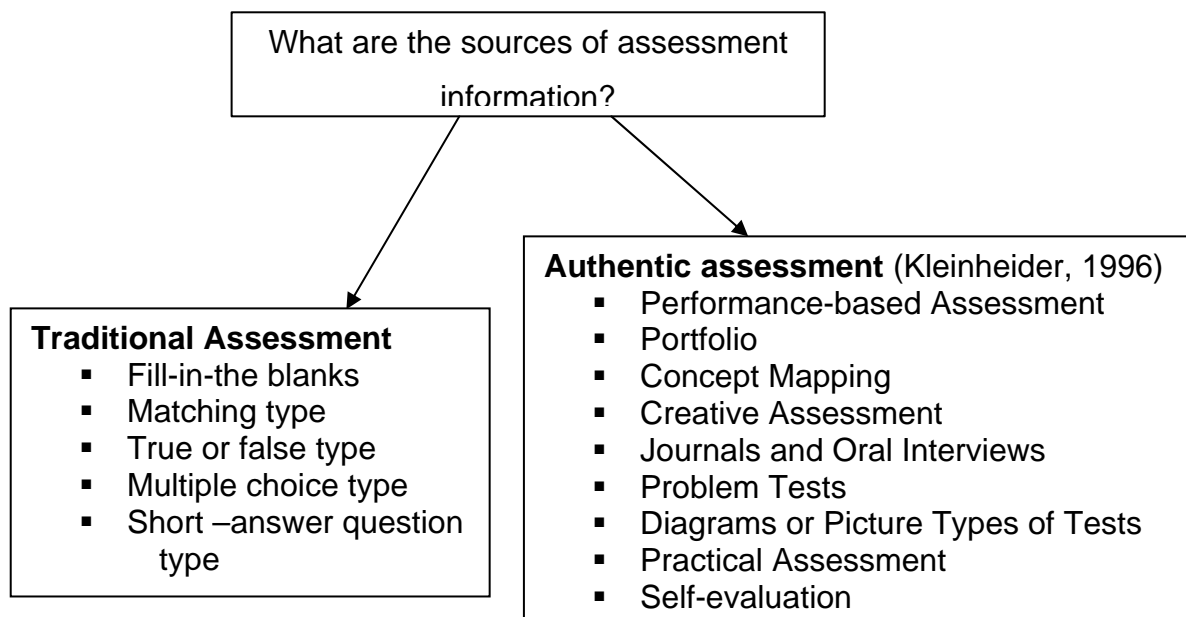 What are the sources of assessment
information?
Traditional Assessment
▪ Fill-in-the blanks
▪ Matching type
▪ True or false type
▪ Multiple choice type
▪ Short –answer question
type
Authentic assessment (Kleinheider, 1996)
▪ Performance-based Assessment
▪ Portfolio
▪ Concept Mapping
▪ Creative Assessment
▪ Journals and Oral Interviews
▪ Problem Tests
▪ Diagrams or Picture Types of Tests
▪ Practical Assessment
▪ Self-evaluation